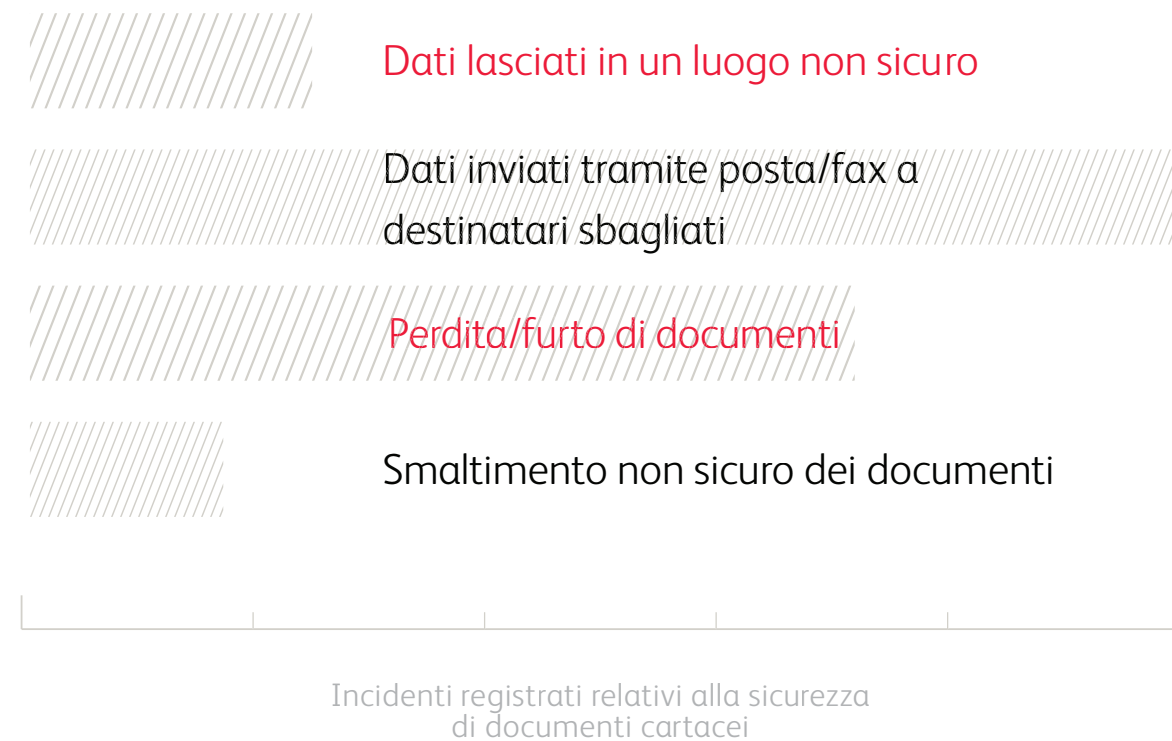 Dati lasciati in un luogo non sicuro
Dati inviati tramite posta/fax a
destinatari sbagliati
Perdita/furto di documenti
Smaltimento non sicuro dei documenti
Incidenti registrati relativi alla sicurezza
di documenti cartacei